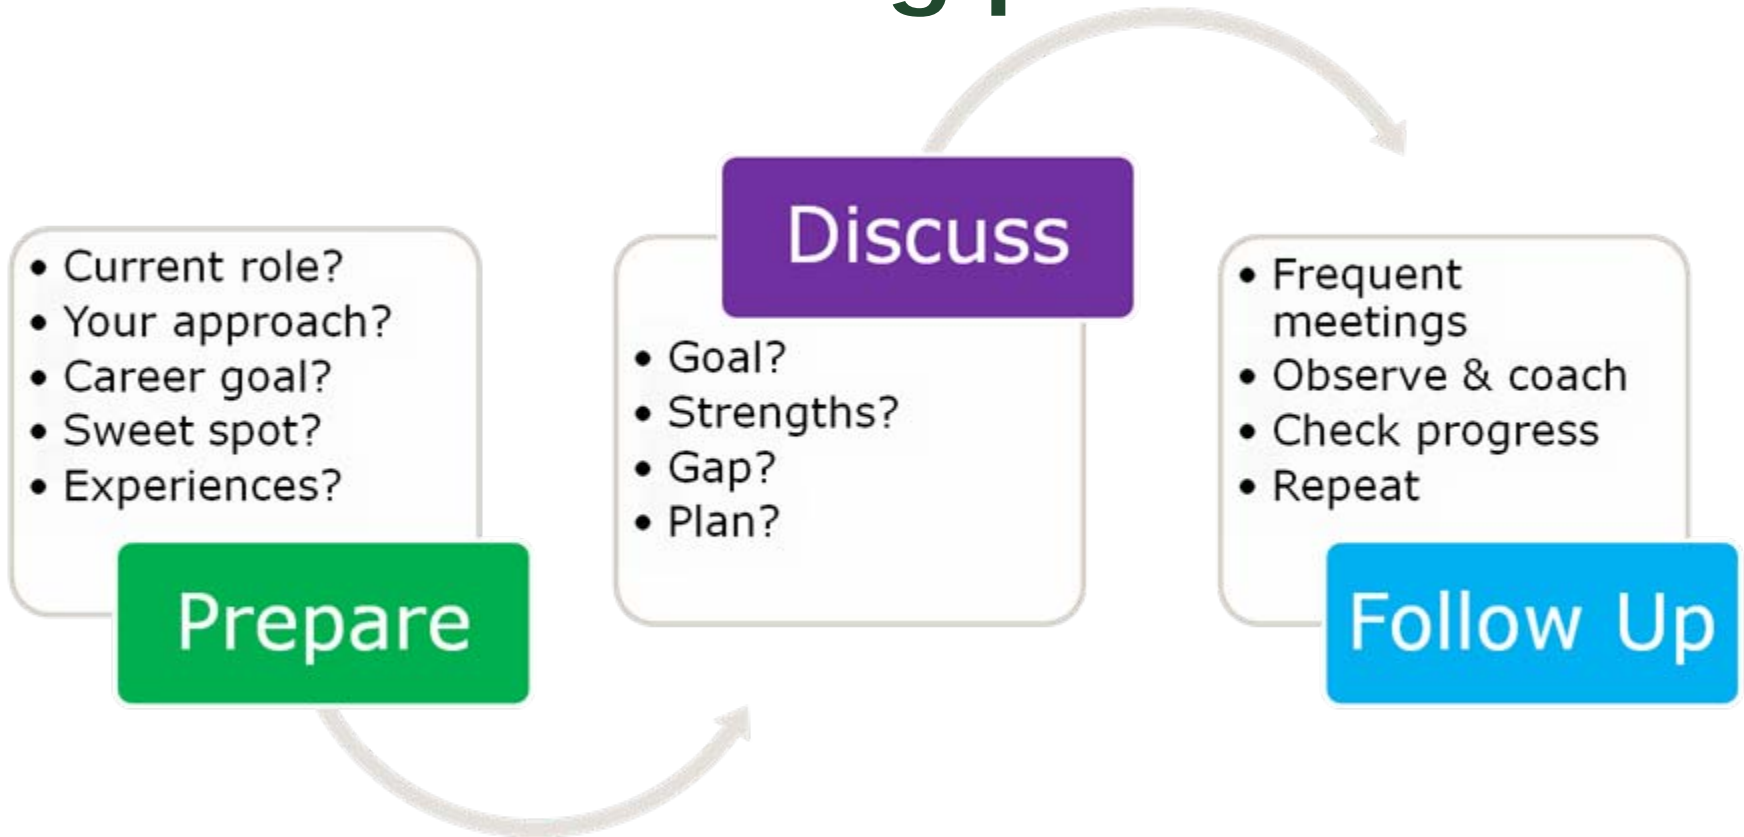 • Current role?
• Your approach?
• Career goal?
• Sweet spot?
• Experiences?
Prepare
Discuss
• Goal?
• Strengths?
• Gap?
• Plan?
• Frequent
meetings
• Observe & coach
• Check progress
• Repeat
Follow Up